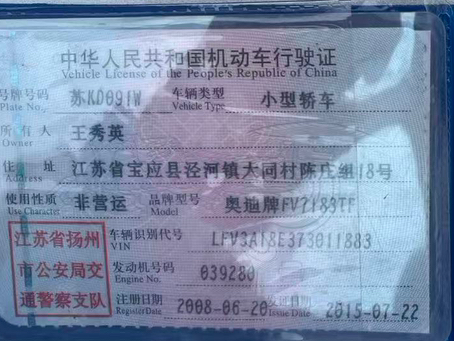 中华人民共和国机动车行驶证
Vehicle License of the People's Republic of China
号牌号码 苏KD091W 车辆类型 小型轿车
Plate No. Vehicle Type
所有人 王秀英
Owner
住址 江苏省宝应县泾河镇大同村陈庄组18号
Address
使用性质 非营运 品牌型号 奥迪牌FV7183TF
Use Character Model
江苏省扬州
市公安局交
通警察支队
车辆识别代号 LFV3A18E373011883
VIN
发动机号码 039280
Engine No.
注册日期 2008-06-20 发证日期 2015-07-22
Register Date Issue Date